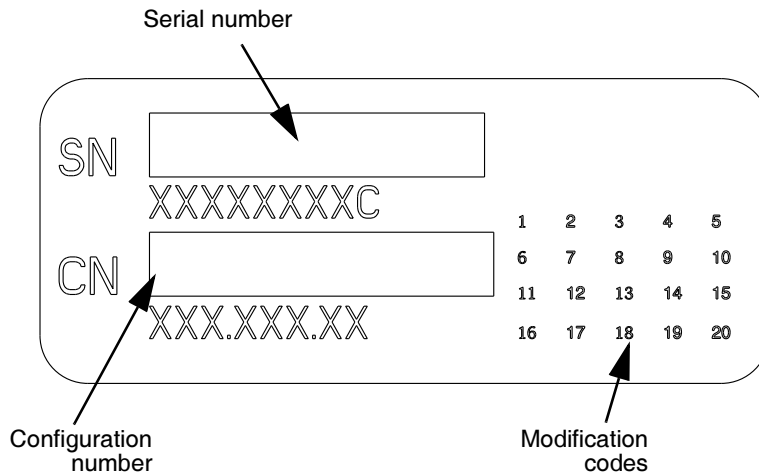 Serial number
SN
XXXXXXXXC
CN
XXX.XXX.XX
1 2 3 4 5
6 7 8 9 10
11 12 13 14 15
16 17 18 19 20
Configuration
number
Modification
codes